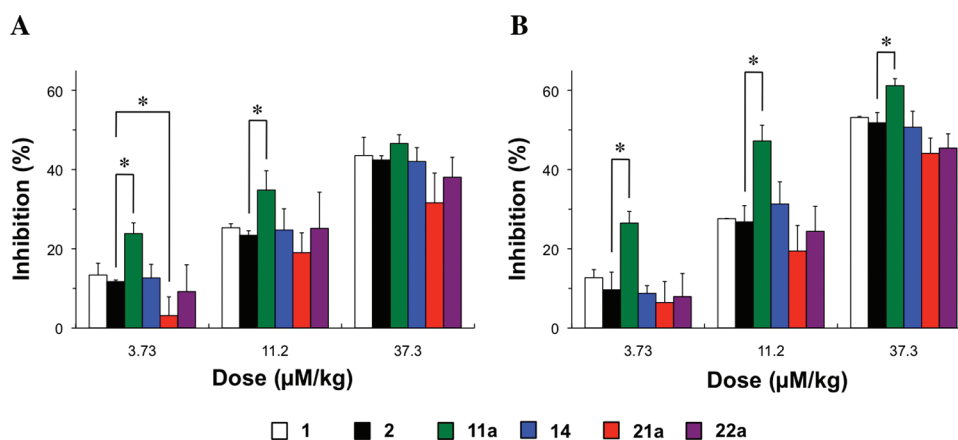 A
B
*
*
*
*
*
*
60
40
20
0
Inhibition (%)
3.73
11.2
37.3
Dose (μM/kg)
60
40
20
0
Inhibition (%)
3.73
11.2
37.3
Dose (μM/kg)
1 2 11a 14 21a 22a